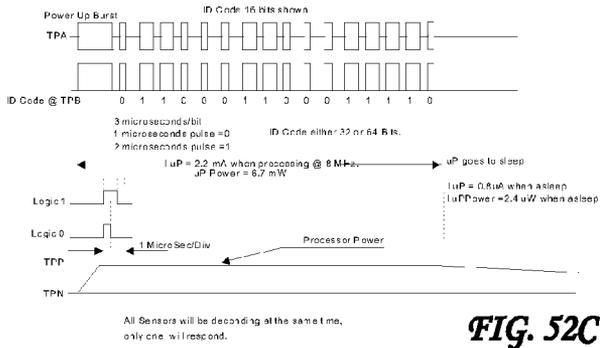 ID Code 16 bits shown
Power Up Burst
TPA
ID Code @ TPB 0 1 1 0 0 0 1 1 0 0 0 1 1 1 1 0
3 microseconds/bit
1 microseconds pulse =0
2 microseconds pulse =1
ID Code either 32 or 64 Bits.
I uP = 2.2 mA when processing @ 8 MHz.
uP Power = 6.7 mW
uP goes to sleep
IuP = 0.8uA when asleep
IuPPower =2.4 uW when asleep
Logic 1
Logic 0
1 MicroSec/Div
Processor Power
TPP
TPN
All Sensors will be deconding at the same time,
only one will respond.
FIG. 52C